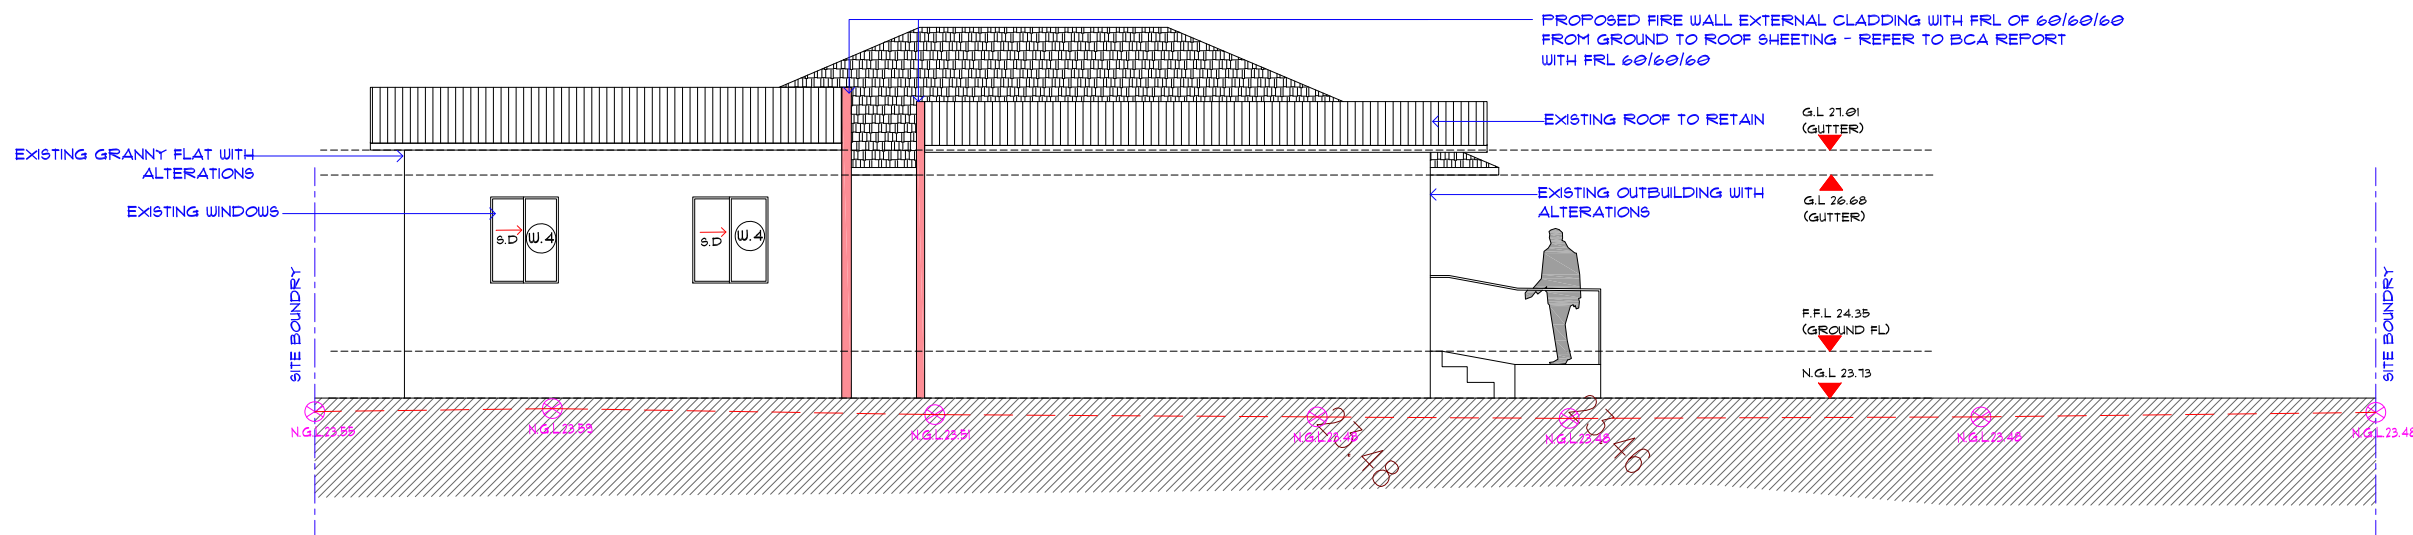 PROPOSED FIRE WALL EXTERNAL CLADDING WITH FRL OF 60/60/60
FROM GROUND TO ROOF SHEETING - REFER TO BCA REPORT
WITH FRL 60/60/60
G.L 27.01
(GUTTER)
EXISTING ROOF TO RETAIN
EXISTING GRANNY FLAT WITH
ALTERATIONS
EXISTING OUTBUILDING WITH
ALTERATIONS
G.L 26.68
(GUTTER)
EXISTING WINDOWS
S.D
W.4
S.D
W.4
SITE BOUNDRY
SITE BOUNDRY
F.F.L 24.35
(GROUND FL)
N.G.L 23.73
N.G.L.23.55
N.G.L.23.53
N.G.L.23.51
23.48
N.G.L.23.48
23.46
N.G.L.23.48
N.G.L.23.48